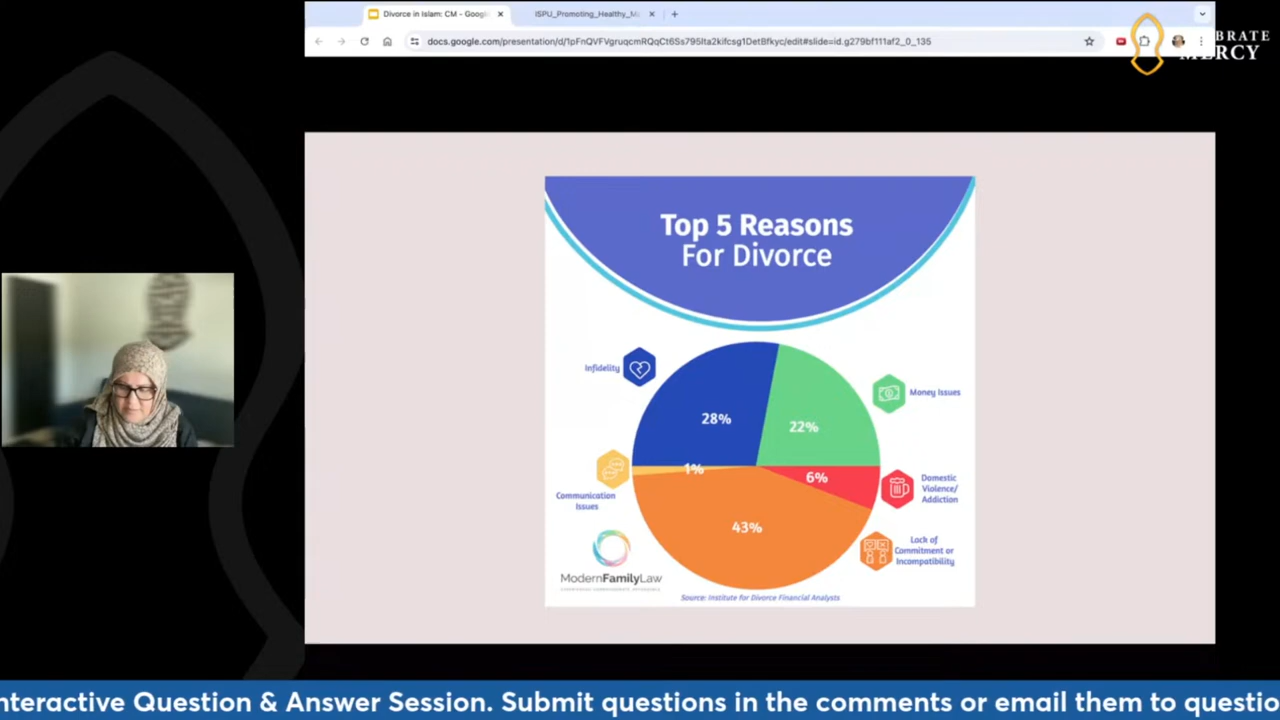 Divorce in Islam: CM - Googl
ISPU_Promoting_Healthy_M
docs.google.com/presentation/d/1pFnQVFVgruqcmRQqCt6Ss795Ita2kifcsg1DetBfkyc/edit#slide=id.g279bf111af2_0_135
BRATE
MERCY
Top 5 Reasons
For Divorce
Infidelity
28%
22%
Money Issues
Communication
Issues
1%
6%
Domestic
Violence/
Addiction
43%
Lack of
Commitment or
Incompatibility
ModernFamilyLaw
Source: Institute for Divorce Financial Analysts
nteractive Question & Answer Session. Submit questions in the comments or email them to questio